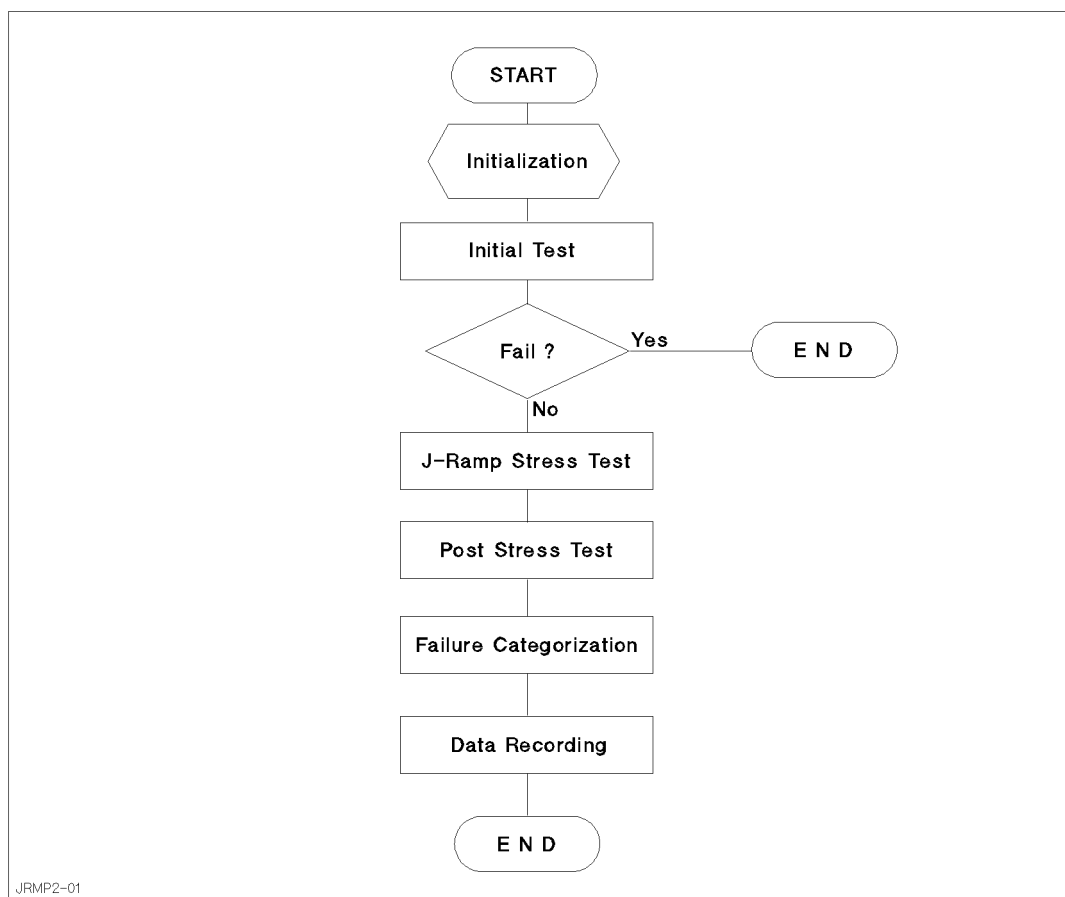 START
Initialization
Initial Test
Fail ?
Yes
E N D
No
J-Ramp Stress Test
Post Stress Test
Failure Categorization
Data Recording
E N D
JRMP2-01